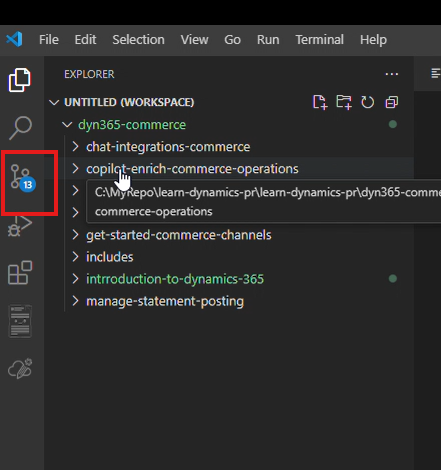 File Edit Selection View Go Run Terminal Help
EXPLORER
UNTITLED (WORKSPACE)
dyn365-commerce
chat-integrations-commerce
copilot-enrich-commerce-operations
13
C:\MyRepo\learn-dynamics-pr\learn-dynamics-pr\dyn365-comme
commerce-operations
get-started-commerce-channels
includes
intrroduction-to-dynamics-365
manage-statement-posting